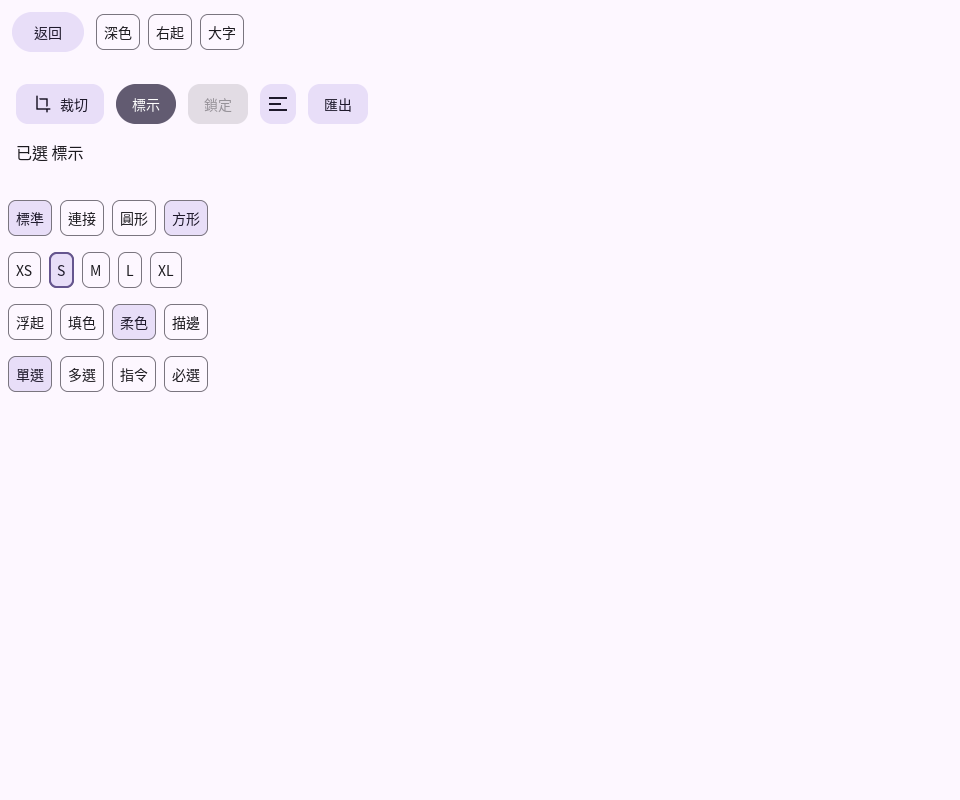 返回 深色 右起 大字
裁切 標示 鎖定 匯出
已選 標示
標準 連接 圓形 方形
XS S M L XL
浮起 填色 柔色 描邊
單選 多選 指令 必選